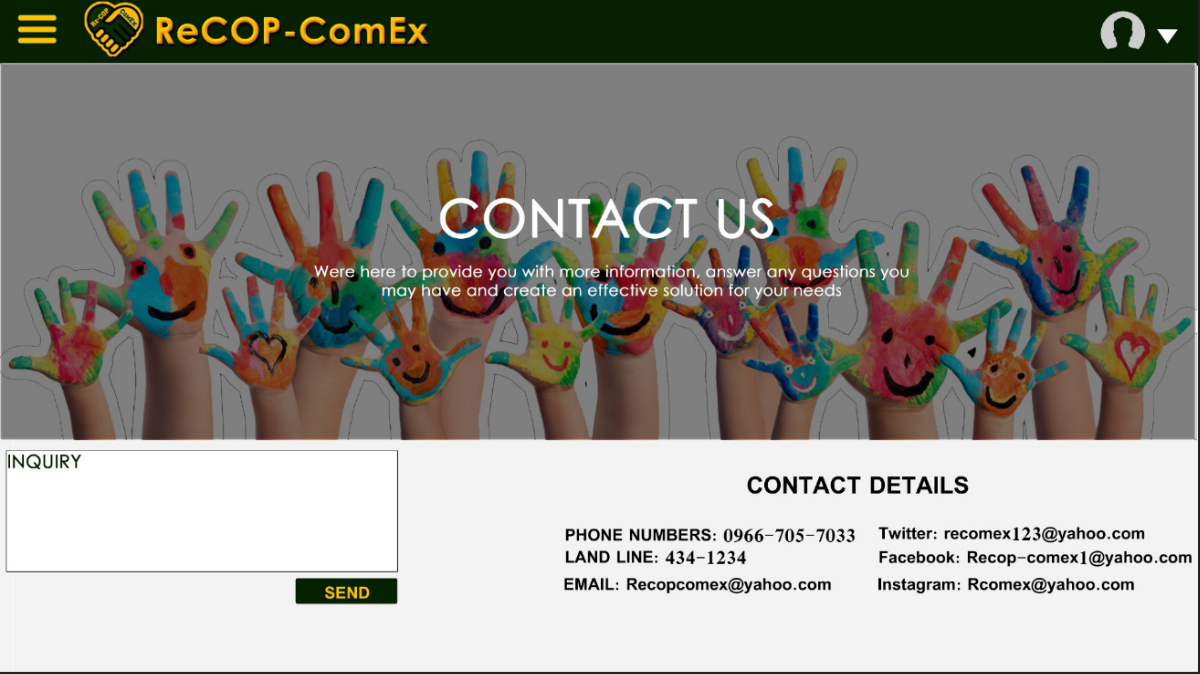 ReCOP ComEx
ReCOP-ComEx
CONTACT US
Were here to provide you with more information, answer any questions you
may have and create an effective solution for your needs
INQUIRY
SEND
CONTACT DETAILS
PHONE NUMBERS: 0966-705-7033
LAND LINE: 434-1234
EMAIL: Recopcomex@yahoo.com
Twitter: recomex123@yahoo.com
Facebook: Recop-comex1@yahoo.com
Instagram: Rcomex@yahoo.com